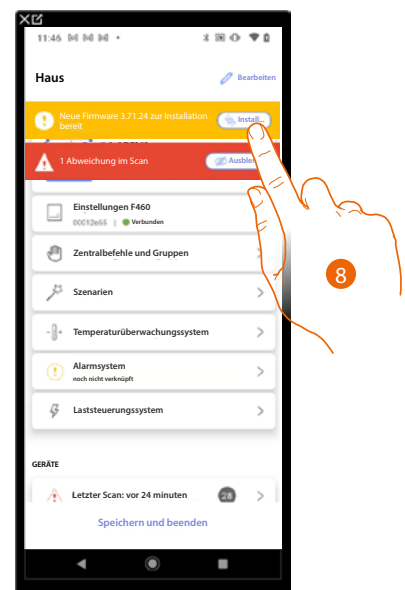 11:46
Haus
Bearbeiten
Neue Firmware 3.71.24 zur Installation
bereit
Install...
1 Abweichung im Scan
Einstellungen F460
00012e65 | Verbunden
Zentralbefehle und Gruppen
Szenarien
Temperaturüberwachungssystem
Alarmsystem
noch nicht verknüpft
Laststeuerungssystem
GERÄTE
Letzter Scan: vor 24 minuten
28
Speichern und beenden
8